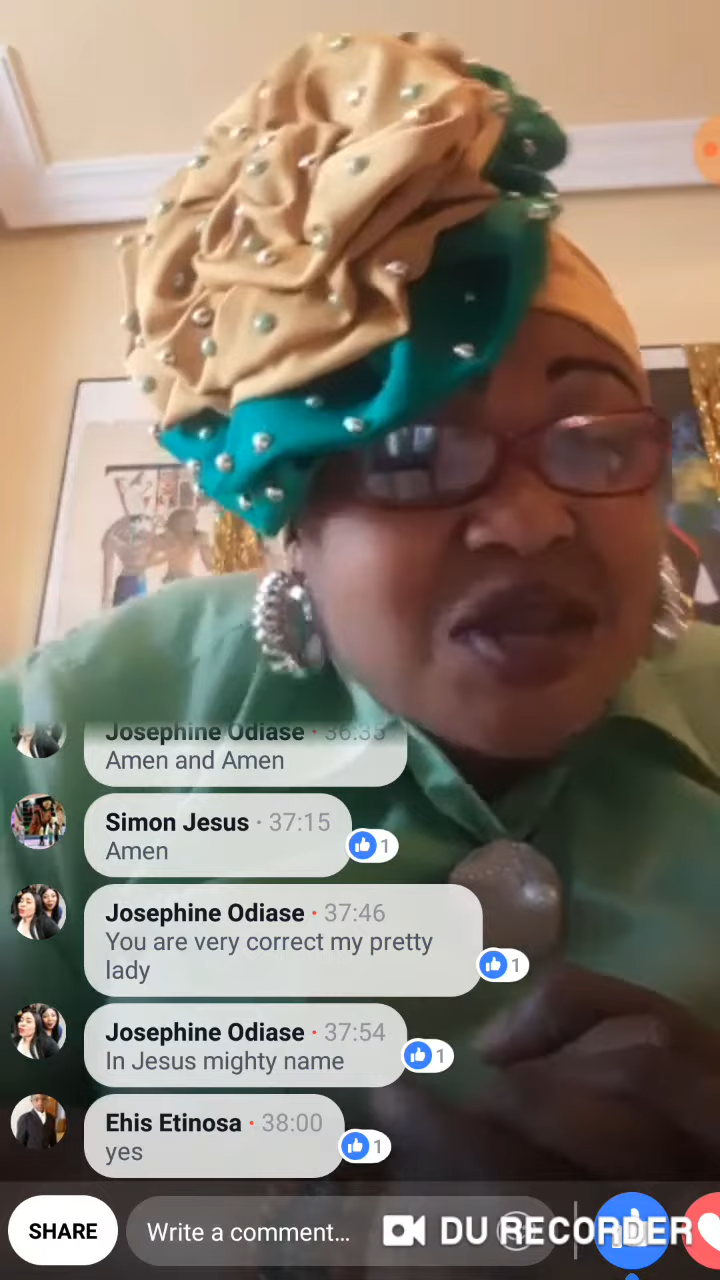 Josephine Odiase · 36:35
Amen and Amen
Simon Jesus · 37:15
Amen
1
Josephine Odiase · 37:46
You are very correct my pretty
lady
1
Josephine Odiase · 37:54
In Jesus mighty name
1
Ehis Etinosa · 38:00
yes
1
SHARE
Write a comment...
DU RECORDER